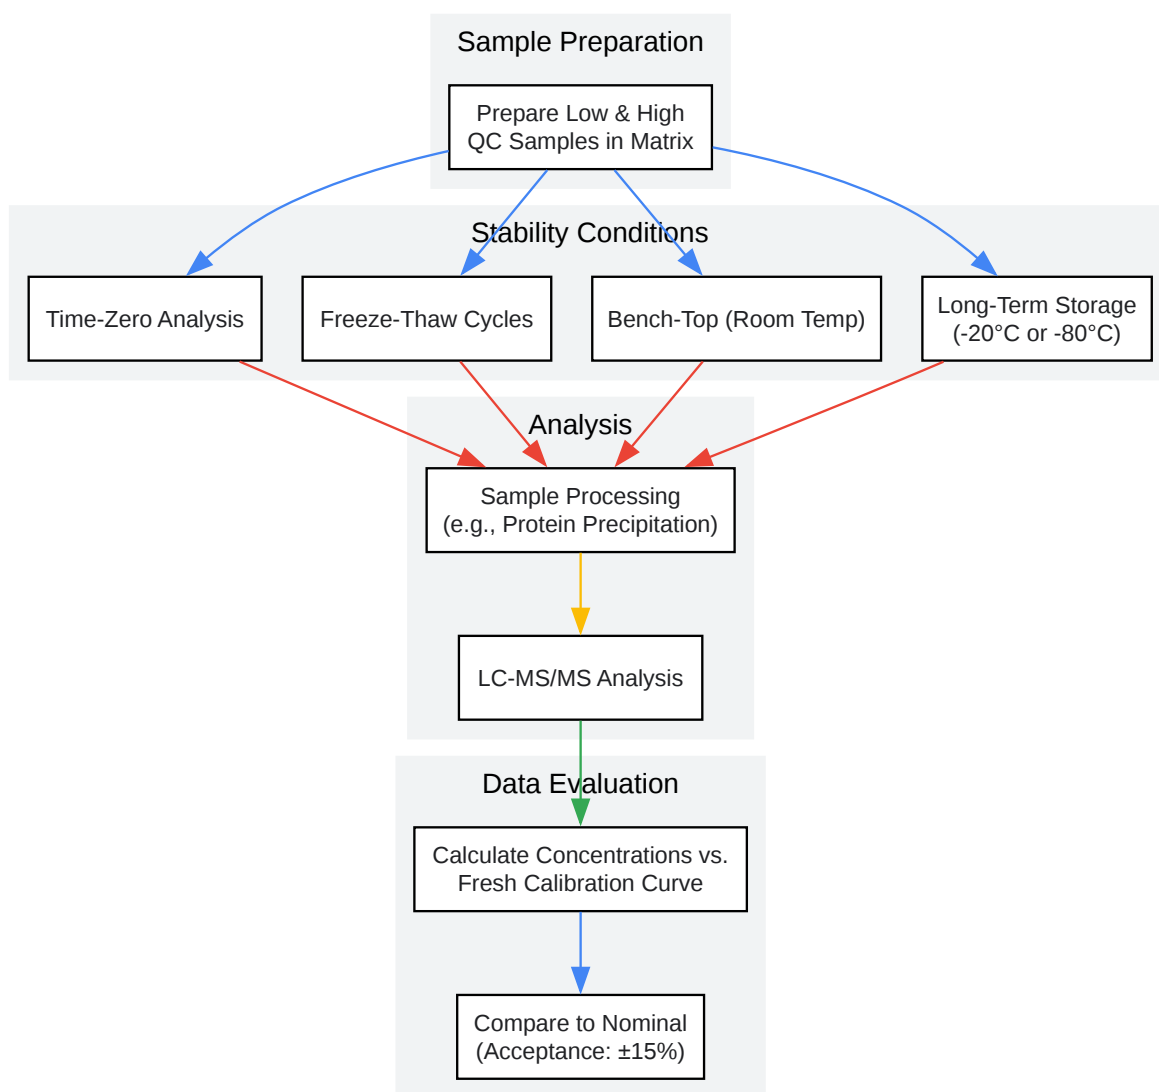 Sample Preparation
Prepare Low & High
QC Samples in Matrix
Stability Conditions
Time-Zero Analysis
Freeze-Thaw Cycles
Bench-Top (Room Temp)
Long-Term Storage
(-20°C or -80°C)
Analysis
Sample Processing
(e.g., Protein Precipitation)
LC-MS/MS Analysis
Data Evaluation
Calculate Concentrations vs.
Fresh Calibration Curve
Compare to Nominal
(Acceptance: ±15%)